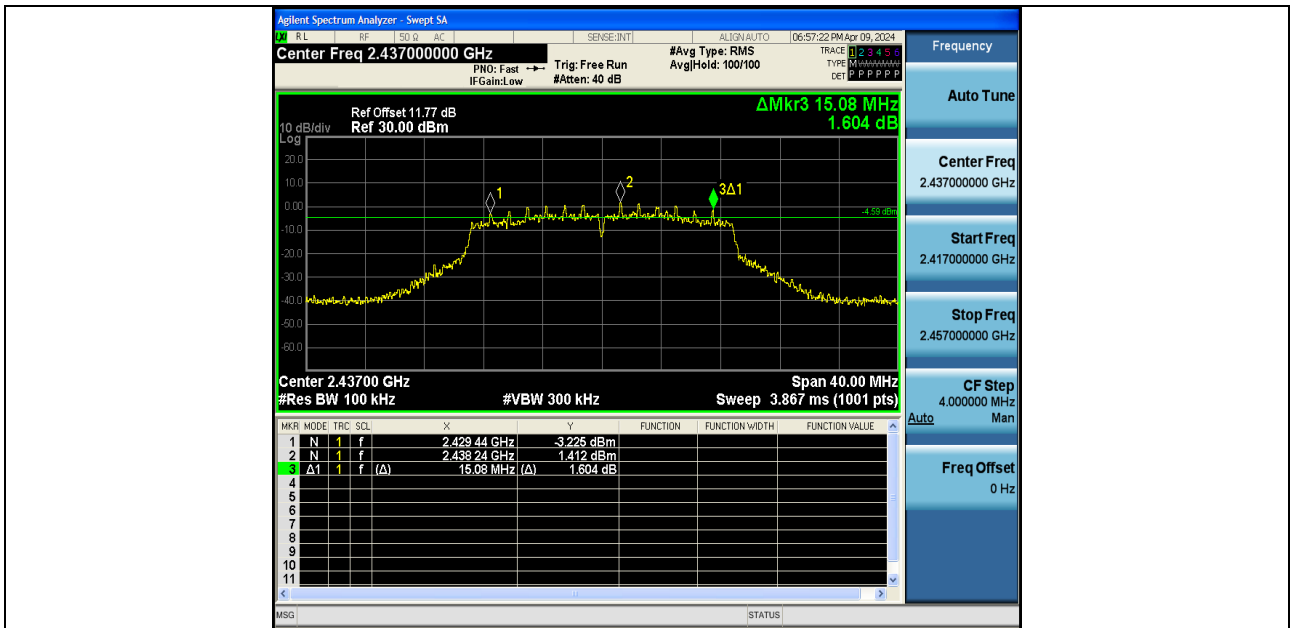 Agilent Spectrum Analyzer - Swept SA
LXI RL RF 50 Ω AC SENSE:INT ALIGN AUTO 06:57:22 PM Apr 09, 2024
Center Freq 2.437000000 GHz
PNO: Fast
IFGain:Low
Trig: Free Run
#Atten: 40 dB
#Avg Type: RMS
Avg|Hold: 100/100
TRACE 1 2 3 4 5 6
TYPE M
DET P P P P P P
ΔMkr3 15.08 MHz
1.604 dB
Ref Offset 11.77 dB
10 dB/div Ref 30.00 dBm
Log
20.0
10.0
0.00
-10.0
-20.0
-30.0
-40.0
-50.0
-60.0
1
2
3Δ1
-4.59 dBm
Center 2.43700 GHz Span 40.00 MHz
#Res BW 100 kHz #VBW 300 kHz Sweep 3.867 ms (1001 pts)
MKR MODE TRC SCL X Y FUNCTION FUNCTION WIDTH FUNCTION VALUE
1 N 1 f 2.429 44 GHz -3.225 dBm
2 N 1 f 2.438 24 GHz 1.412 dBm
3 Δ1 1 f (Δ) 15.08 MHz (Δ) 1.604 dB
4
5
6
7
8
9
10
11
MSG STATUS
Frequency
Auto Tune
Center Freq
2.437000000 GHz
Start Freq
2.417000000 GHz
Stop Freq
2.457000000 GHz
CF Step
4.000000 MHz
Auto Man
Freq Offset
0 Hz